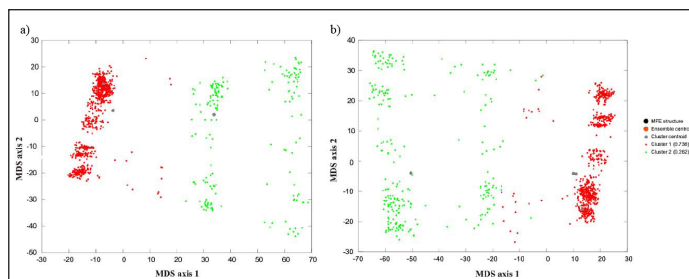 a)
b)
30
20
10
0
-10
-20
-30
-40
-50
-30 -20 -10 0 10 20 30 40 50 60 70
MDS axis 1
MDS axis 2
40
30
20
10
0
-10
-20
-30
-70 -60 -50 -40 -30 -20 -10 0 10 20 30
MDS axis 1
MDS axis 2
MFE structure
Ensemble centroid
Cluster centroid
Cluster 1 (0.738)
Cluster 2 (0.262)